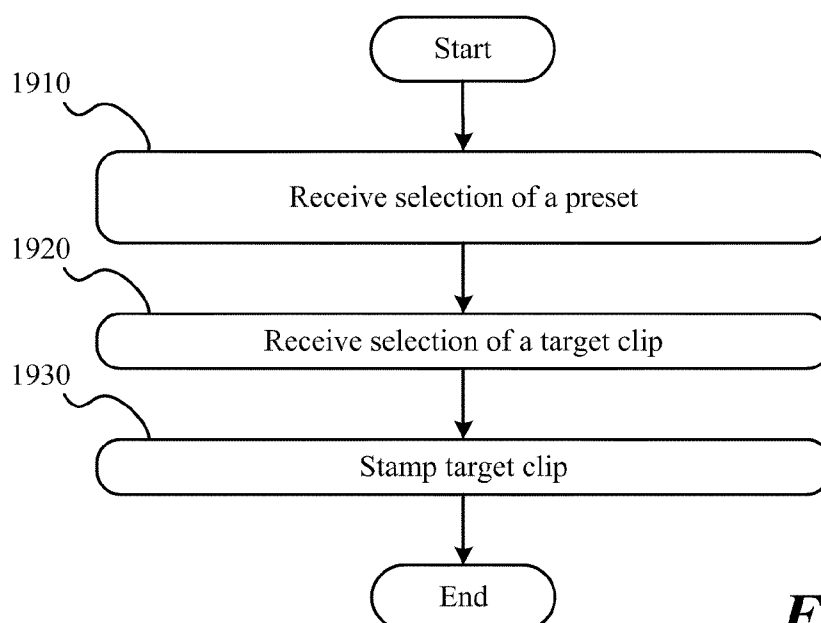 Start
1910
Receive selection of a preset
1920
Receive selection of a target clip
1930
Stamp target clip
End